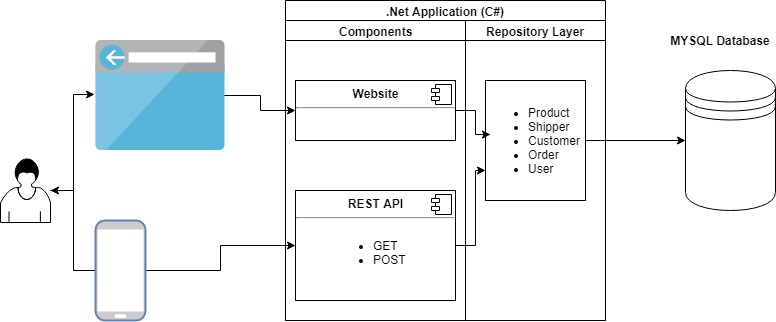 .Net Application (C#)
Components
Repository Layer
MYSQL Database
Website
Product
Shipper
Customer
Order
User
REST API
GET
POST